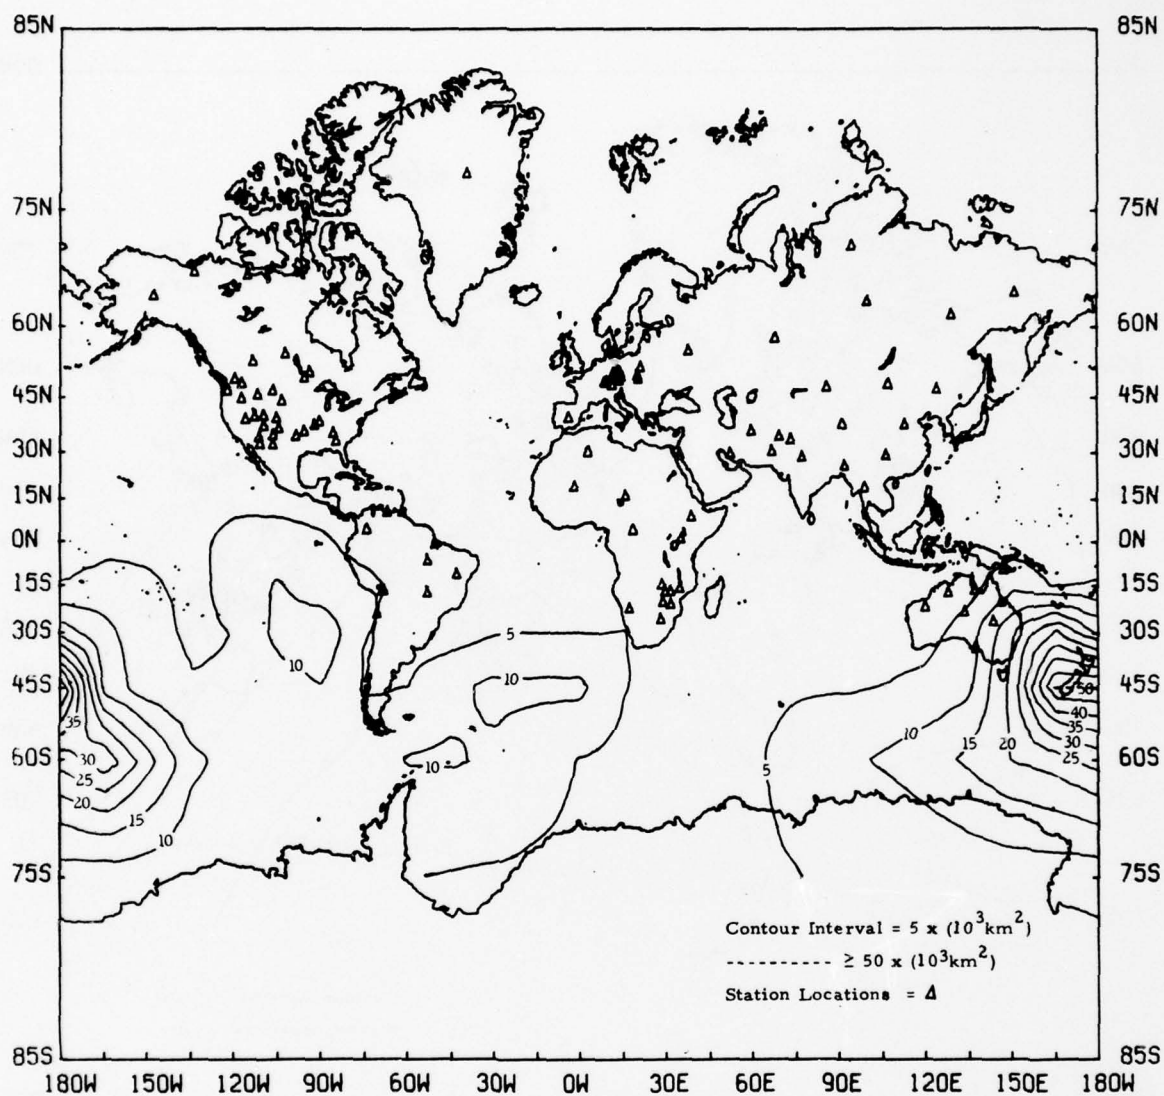 85N 85N
75N 75N
60N 60N
45N 45N
30N 30N
15N 15N
0N 0N
15S 15S
30S 5 30S
10
45S 10 50 45S
35 40
10 15 20 35
30 30
60S 10 25 60S
25 5
20
15
10
75S 75S
Contour Interval = 5 x (10³km²)
---------- ≥ 50 x (10³km²)
Station Locations = Δ
85S 85S
180W 150W 120W 90W 60W 30W 0W 30E 60E 90E 120E 150E 180W